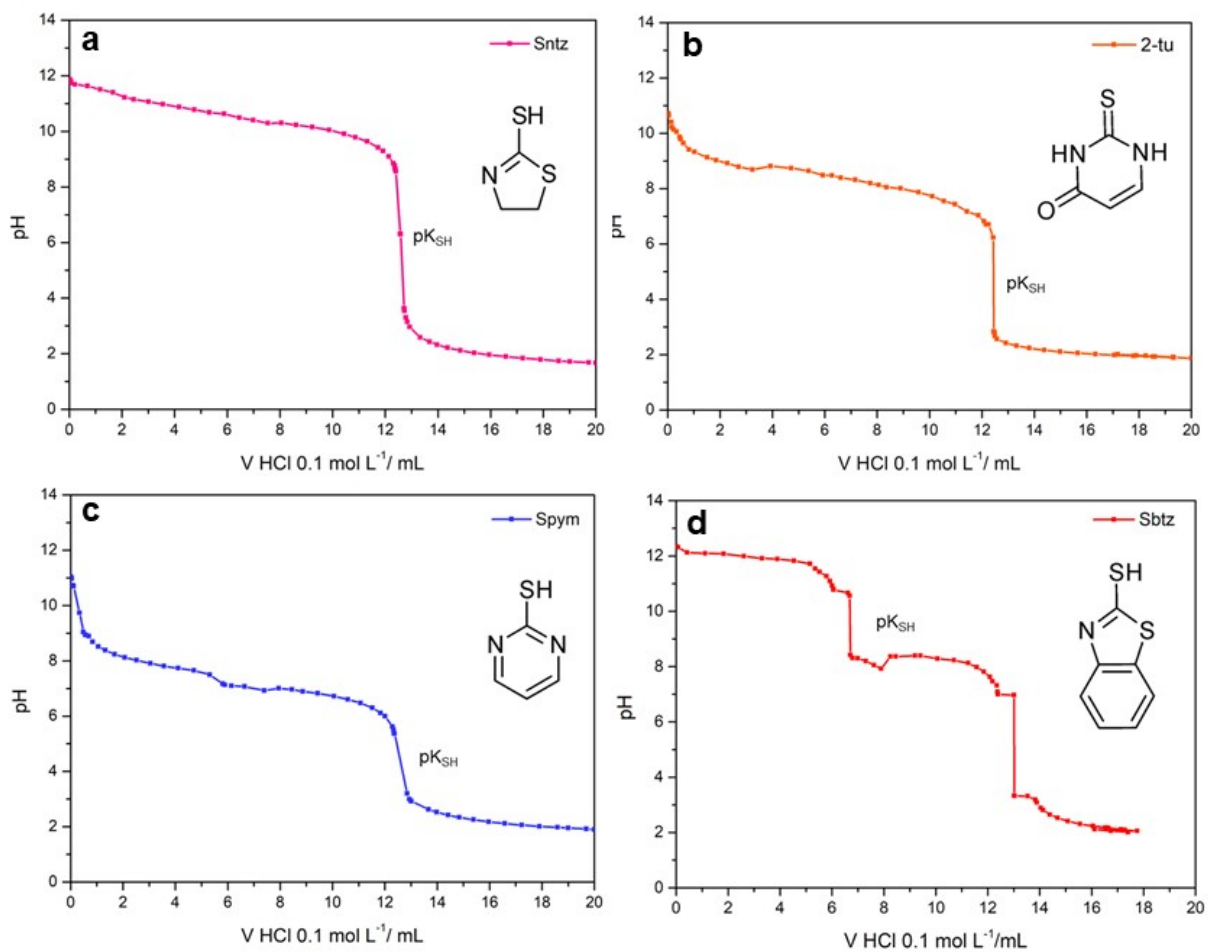 a
Sntz
14
12
10
8
6
4
2
0
pH
SH
N
S
pK_SH
0 2 4 6 8 10 12 14 16 18 20
V HCl 0.1 mol L⁻¹/ mL
b
2-tu
14
12
10
8
6
4
2
0
pH
S
HN
NH
O
pK_SH
0 2 4 6 8 10 12 14 16 18 20
V HCl 0.1 mol L⁻¹/ mL
c
Spym
14
12
10
8
6
4
2
0
pH
SH
N
N
pK_SH
0 2 4 6 8 10 12 14 16 18 20
V HCl 0.1 mol L⁻¹/ mL
d
Sbtz
14
12
10
8
6
4
2
0
pH
SH
N
S
pK_SH
0 2 4 6 8 10 12 14 16 18 20
V HCl 0.1 mol L⁻¹/mL